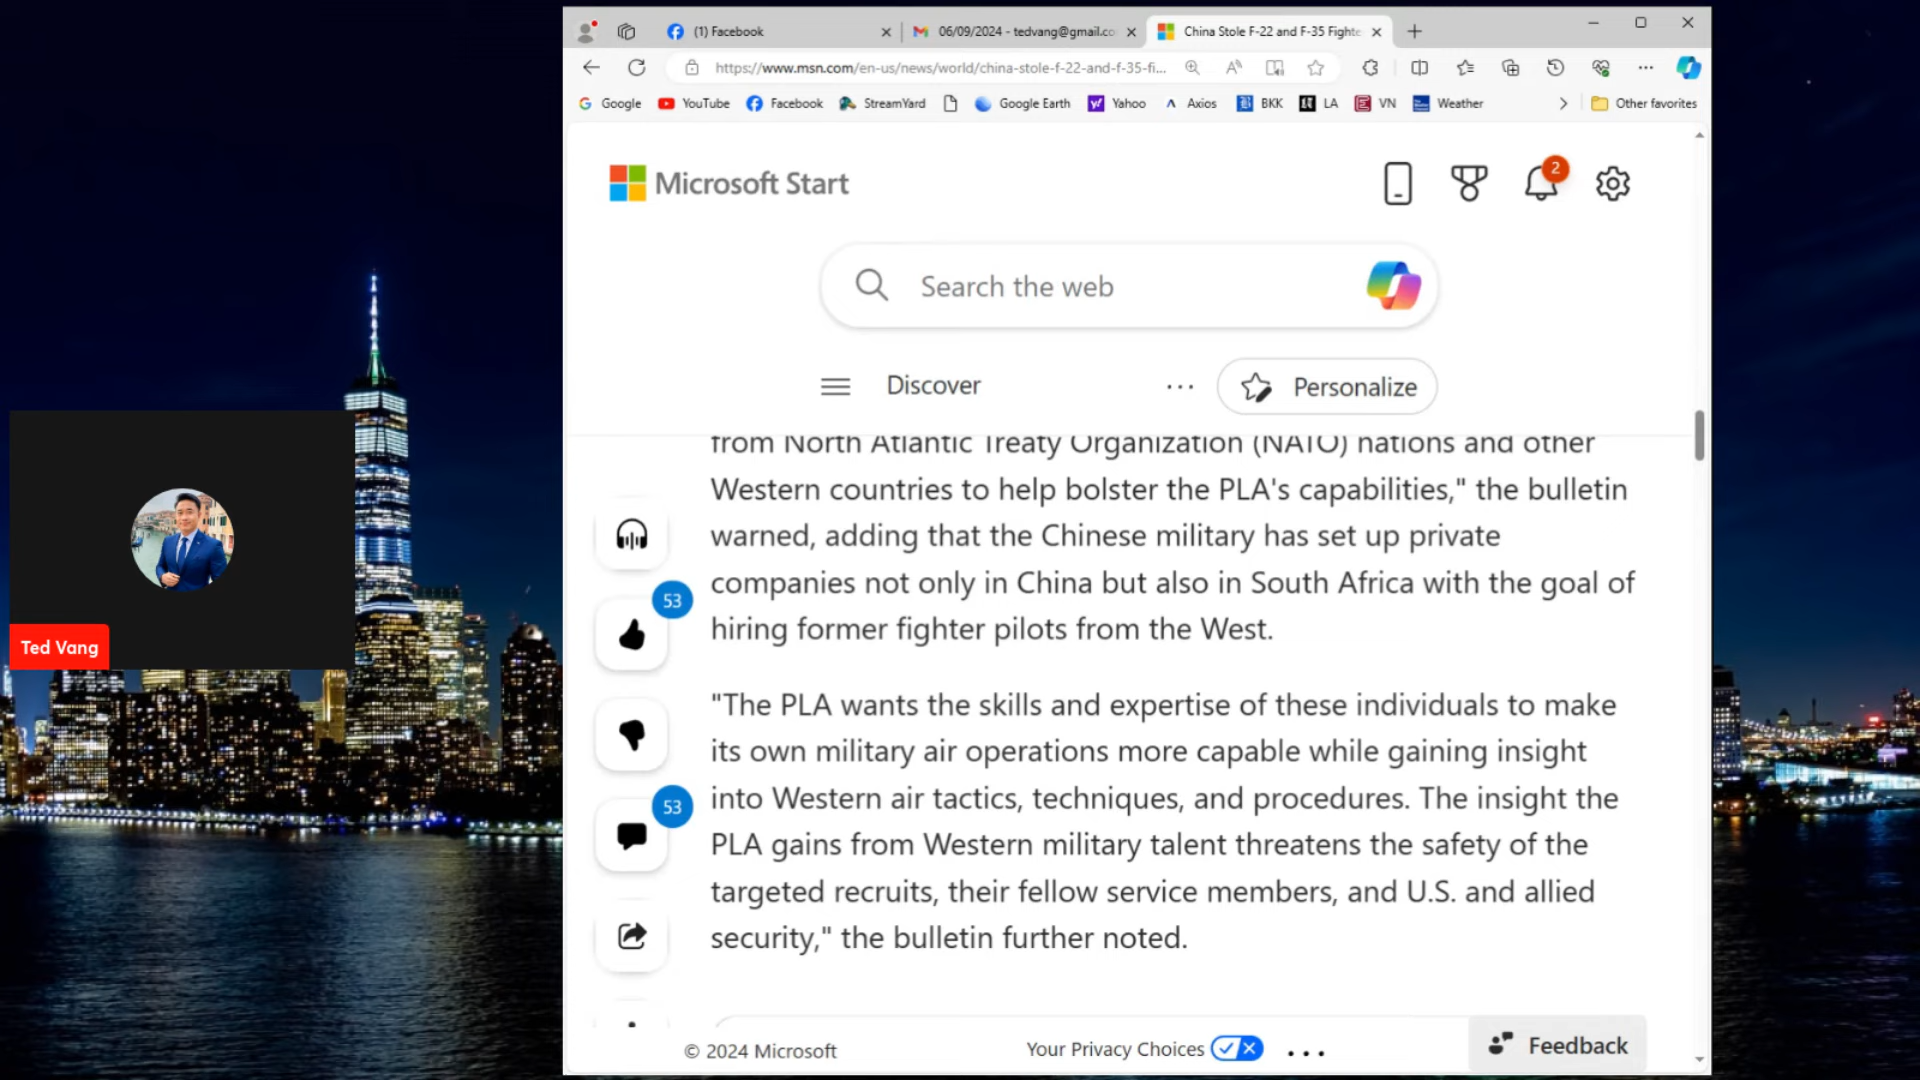 (1) Facebook
06/09/2024 - tedvang@gmail.co
China Stole F-22 and F-35 Fighte
https://www.msn.com/en-us/news/world/china-stole-f-22-and-f-35-fi...
Google
YouTube
Facebook
StreamYard
Google Earth
Yahoo
Axios
BKK
LA
VN
Weather
Other favorites
Microsoft Start
2
Search the web
Discover
Personalize
from North Atlantic Treaty Organization (NATO) nations and other
Western countries to help bolster the PLA's capabilities," the bulletin
warned, adding that the Chinese military has set up private
companies not only in China but also in South Africa with the goal of
hiring former fighter pilots from the West.
53
"The PLA wants the skills and expertise of these individuals to make
its own military air operations more capable while gaining insight
into Western air tactics, techniques, and procedures. The insight the
PLA gains from Western military talent threatens the safety of the
targeted recruits, their fellow service members, and U.S. and allied
security," the bulletin further noted.
53
© 2024 Microsoft
Your Privacy Choices
Feedback
Ted Vang